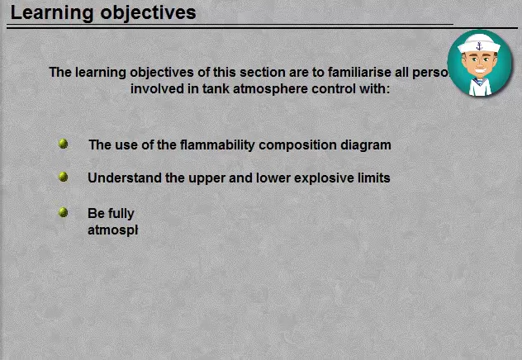 Learning objectives
The learning objectives of this section are to familiarise all
involved in tank atmosphere control with:
The use of the flammability composition diagram
Understand the upper and lower explosive limits
Be fully